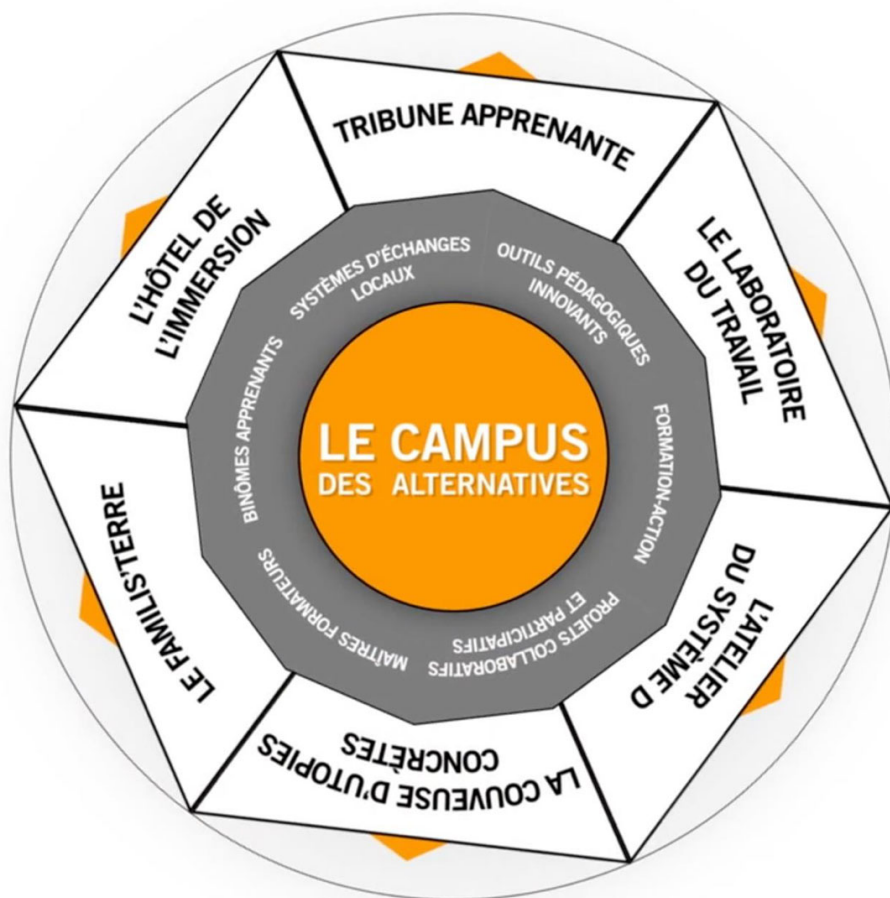 TRIBUNE APPRENANTE
LE LABORATOIRE
DU TRAVAIL
L'ATELIER
DU SYSTÈME D
LA COUVEUSE D'UTOPIES
CONCRÈTES
LE FAMILIS'TERRE
L'HÔTEL DE
L'IMMERSION
SYSTÈMES D'ÉCHANGES
LOCAUX
OUTILS PÉDAGOGIQUES
INNOVANTS
FORMATION-ACTION
PROJETS COLLABORATIFS
ET PARTICIPATIFS
MAÎTRES FORMATEURS
BINÔMES APPRENANTS
LE CAMPUS
DES ALTERNATIVES